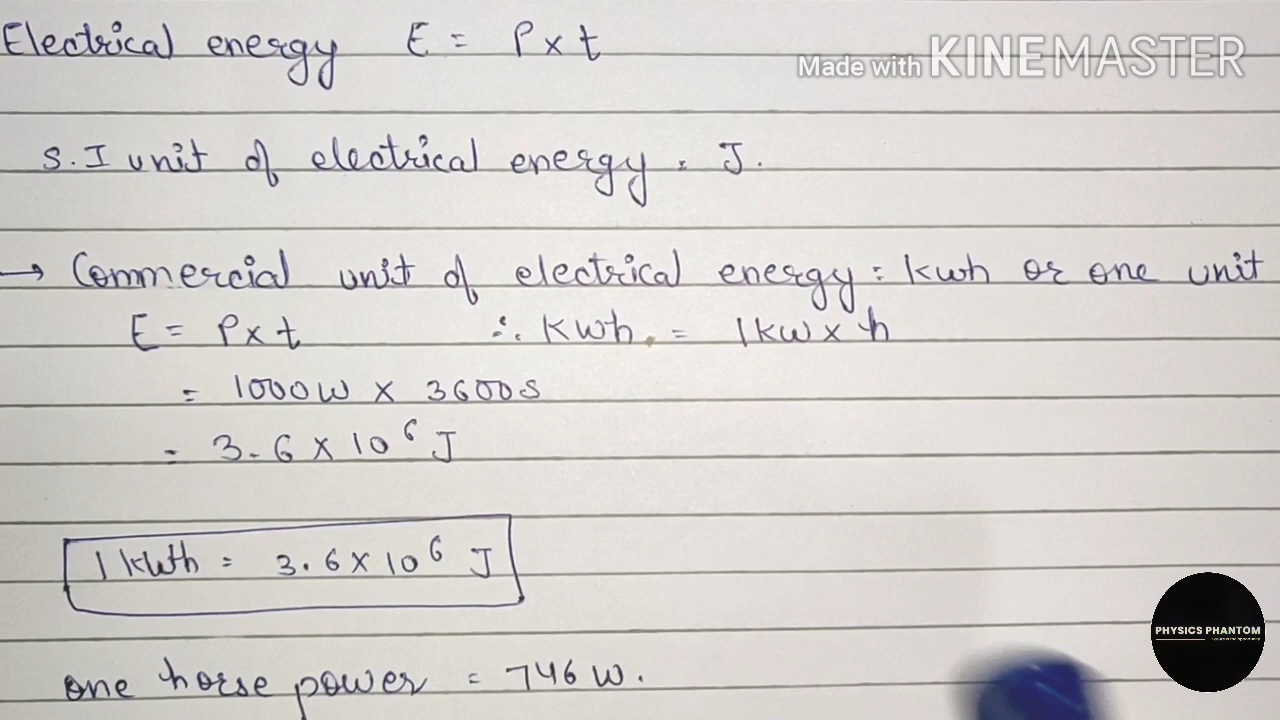 Electrical energy E = P x t
Made with KINEMASTER
S.I unit of electrical energy = J.
→ Commercial unit of electrical energy = kwh or one unit
E = P x t ∴ kwh = 1kw x h
= 1000w x 3600s
= 3.6 x 10⁶ J
1 kwh = 3.6 x 10⁶ J
PHYSICS PHANTOM
one horse power = 746 w.